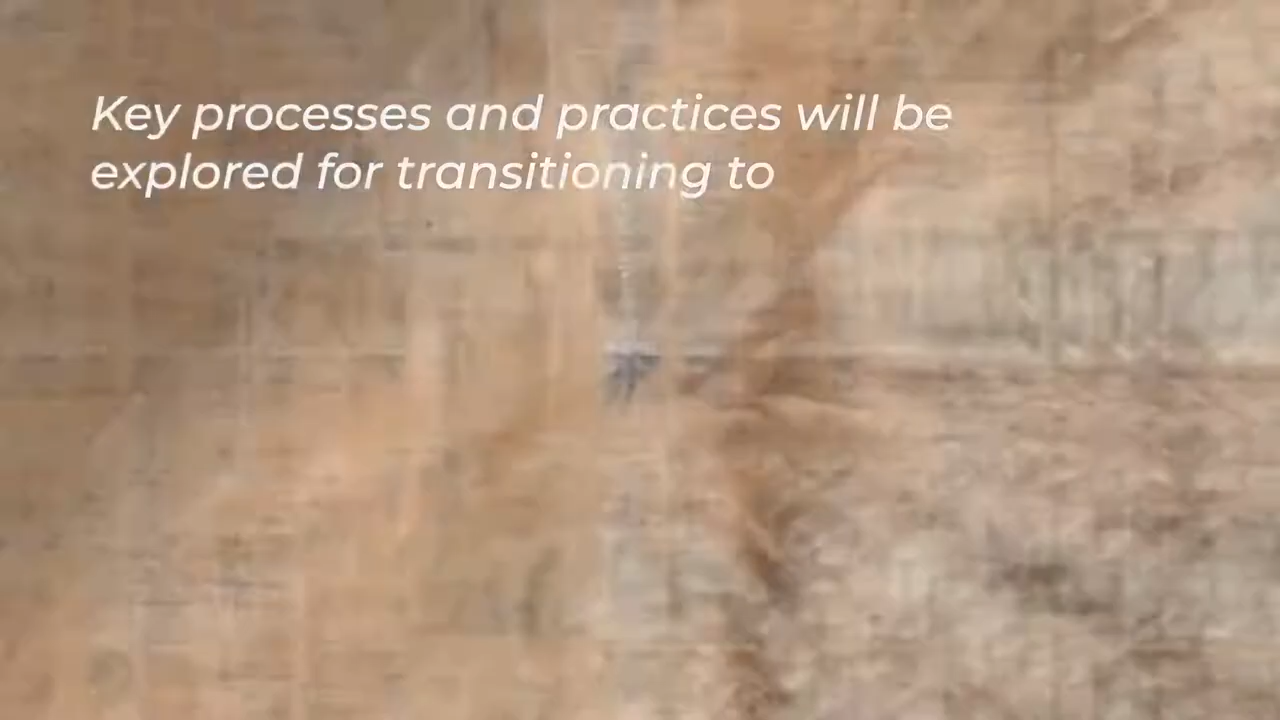 Key processes and practices will be
explored for transitioning to